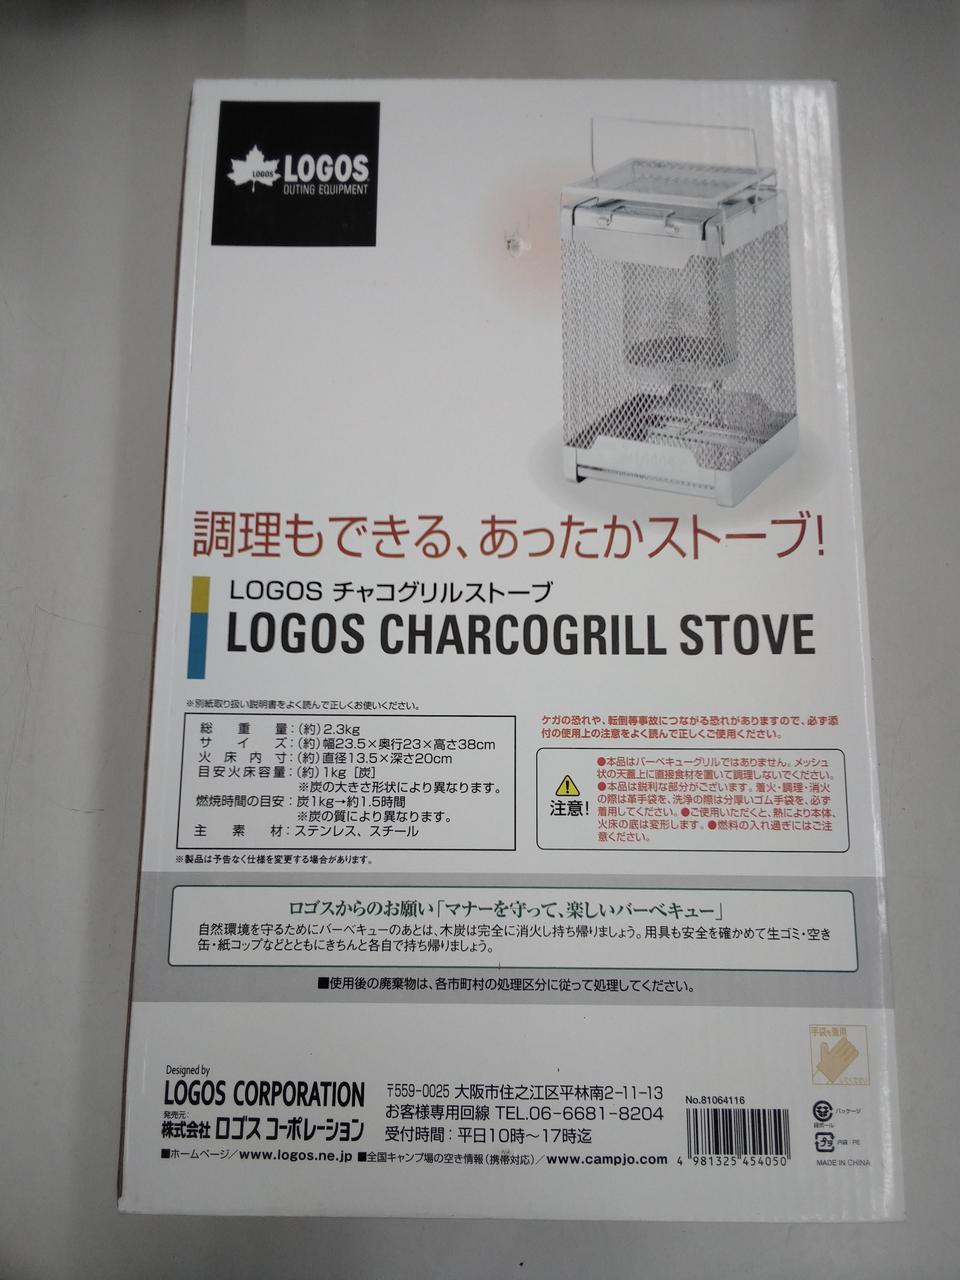 LOGOS
LOGOS
OUTING EQUIPMENT
調理もできる、あったかストーブ!
LOGOS チャコグリルストーブ
LOGOS CHARCOGRILL STOVE
※別紙取り扱い説明書をよく読んで正しくお使いください。
総重量:(約)2.3kg
サイズ:(約)幅23.5×奥行23×高さ38cm
火床内寸:(約)直径13.5×深さ20cm
目安火床容量:(約)1kg [炭]
※炭の大きさ形状により異なります。
燃焼時間の目安:炭1kg→約1.5時間
※炭の質により異なります。
主素材:ステンレス、スチール
※製品は予告なく仕様を変更する場合があります。
ケガの恐れや、転倒等事故につながる恐れがありますので、必ず添
付の使用上の注意をよく読んで正しくご使用ください。
注意!
●本品はバーベキューグリルではありません。メッシュ
状の天蓋上に直接食材を置いて調理しないでください。
●本品は鋭利な部分がございます。着火・調理・消火
の際は革手袋を、洗浄の際は分厚いゴム手袋を、必ず
着用してください。●ご使用いただくと、熱により本体、
火床の底は変形します。●燃料の入れ過ぎにはご注
意ください。
ロゴスからのお願い「マナーを守って、楽しいバーベキュー」
自然環境を守るためにバーベキューのあとは、木炭は完全に消火し持ち帰りましょう。用具も安全を確かめて生ゴミ・空き
缶・紙コップなどとともにきちんと各自で持ち帰りましょう。
■使用後の廃棄物は、各市町村の処理区分に従って処理してください。
手袋を着用
してください
Designed by
LOGOS CORPORATION
発売元:
株式会社 ロゴス コーポレーション
〒559-0025 大阪市住之江区平林南2-11-13
お客様専用回線 TEL.06-6681-8204
受付時間:平日10時〜17時迄
■ホームページ/www.logos.ne.jp ■全国キャンプ場の空き情報(携帯対応)/www.campjo.com
No.81064116
4 981325 454050
パッケージ
段ボール
内袋:PE
MADE IN CHINA